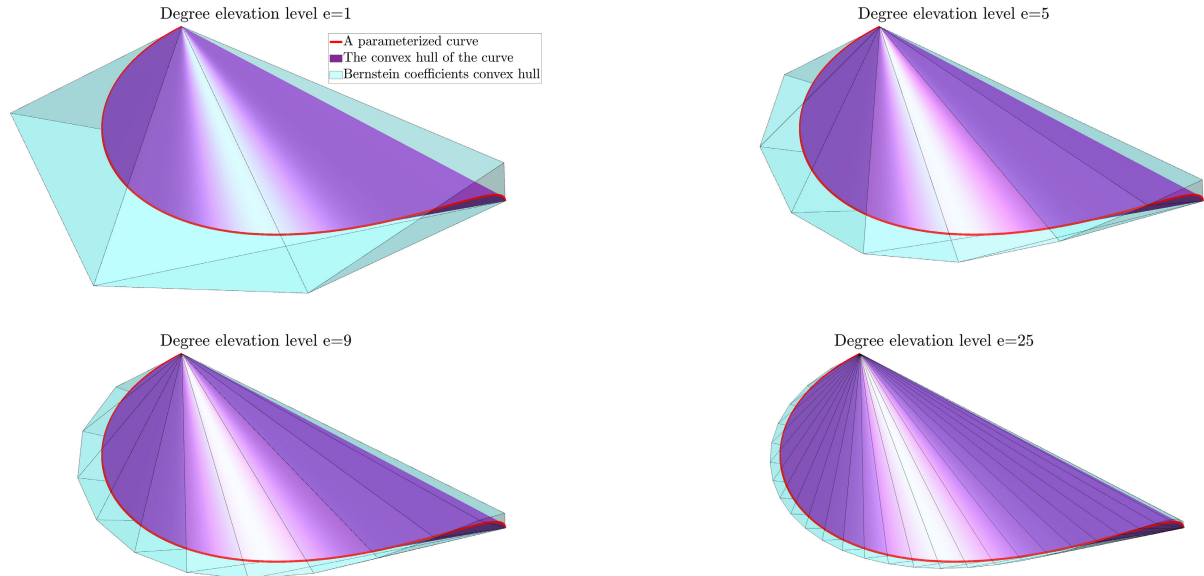 Degree elevation level e=1
A parameterized curve
The convex hull of the curve
Bernstein coefficients convex hull
Degree elevation level e=5
Degree elevation level e=9
Degree elevation level e=25